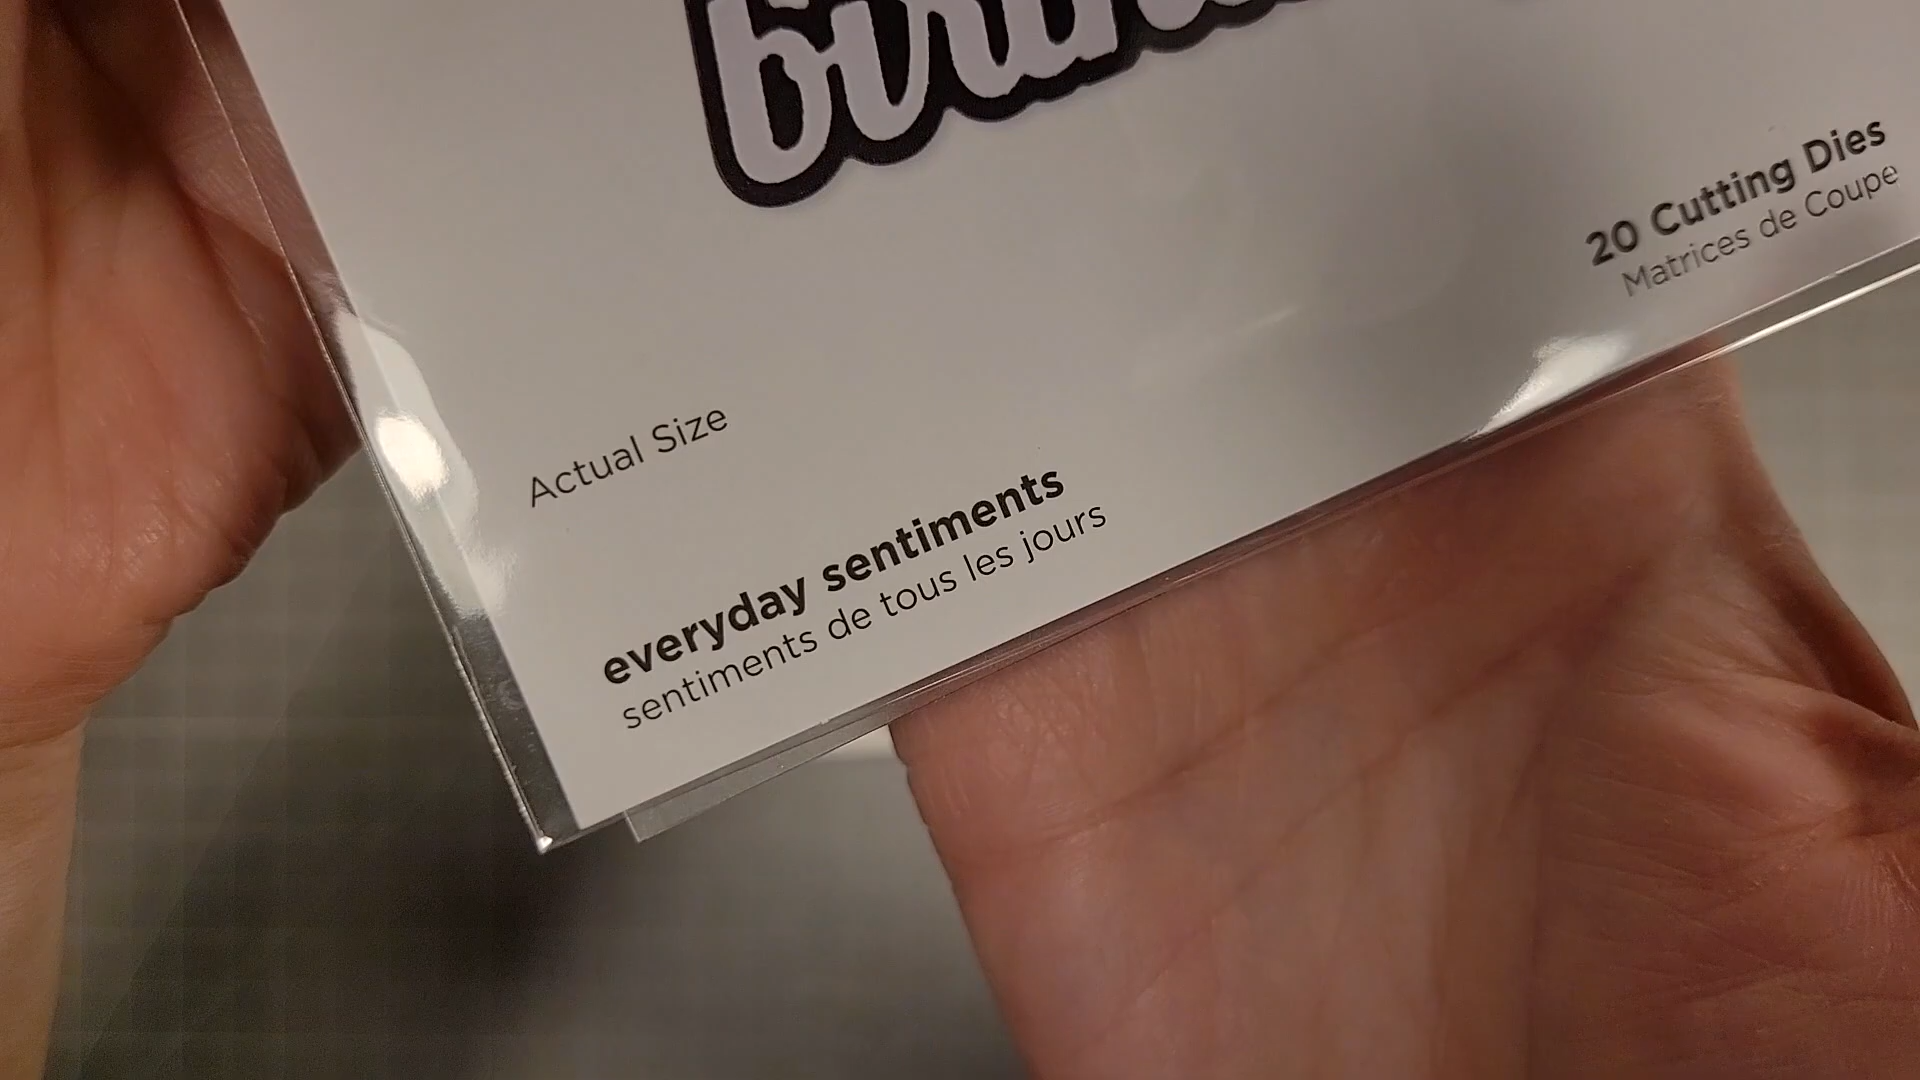 20 Cutting Dies
Matrices de Coupe
Actual Size
everyday sentiments
sentiments de tous les jours